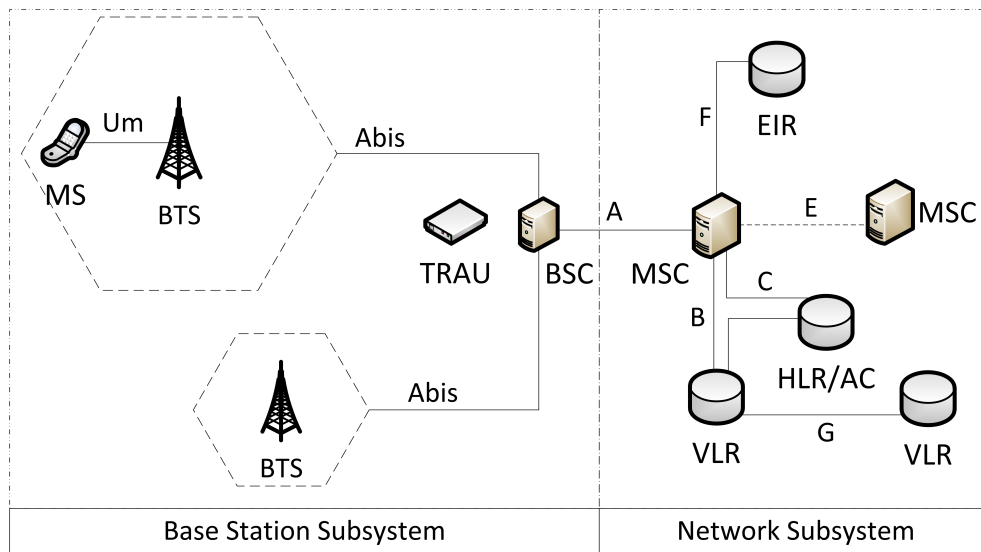 F
EIR
Um
MS
BTS
Abis
TRAU
BSC
A
MSC
E
MSC
C
B
HLR/AC
Abis
BTS
VLR
G
VLR
Base Station Subsystem
Network Subsystem